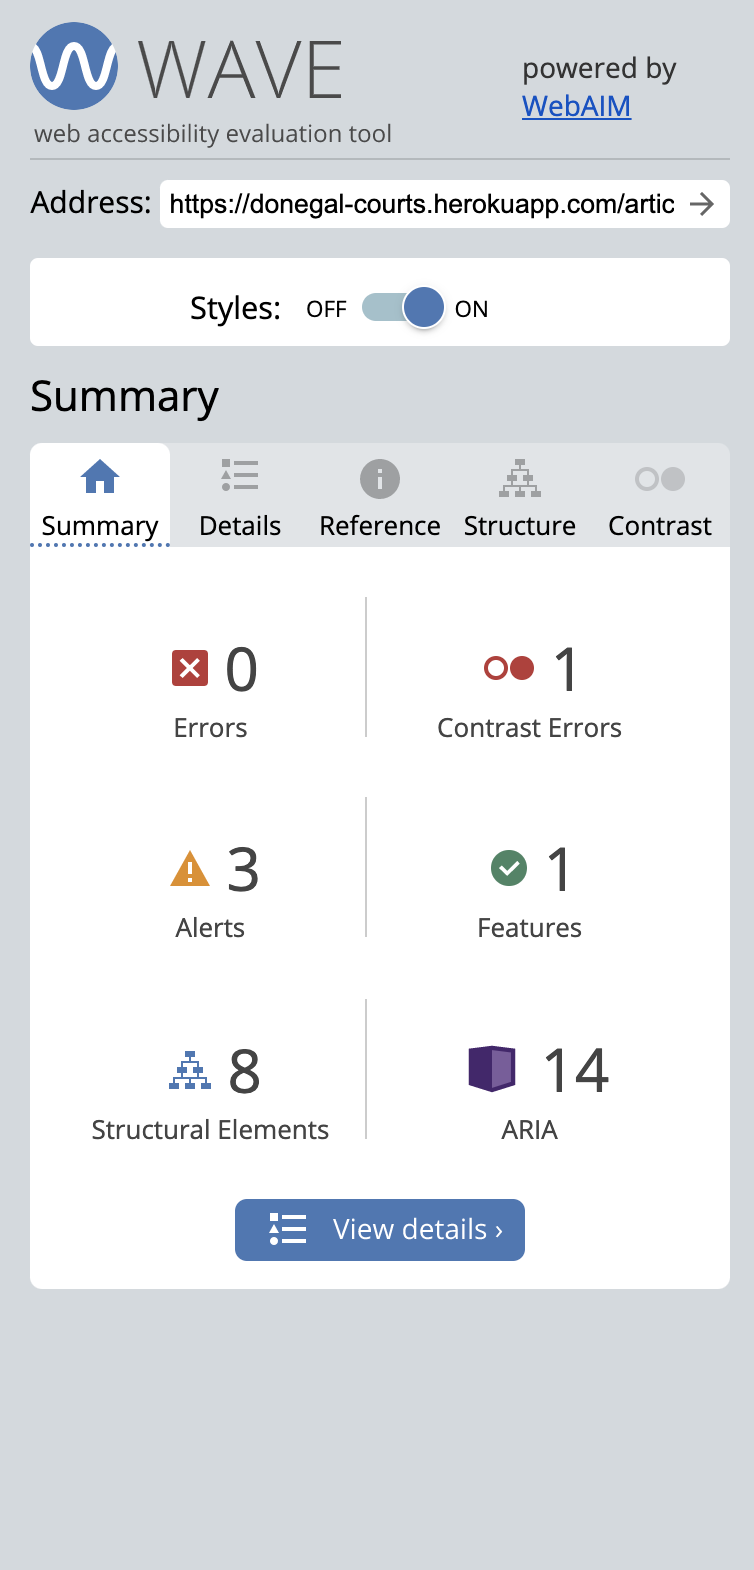 WAVE
web accessibility evaluation tool
powered by
WebAIM
Address: https://donegal-courts.herokuapp.com/artic
Styles: OFF ON
Summary
Summary Details Reference Structure Contrast
0
Errors
1
Contrast Errors
3
Alerts
1
Features
8
Structural Elements
14
ARIA
View details ›